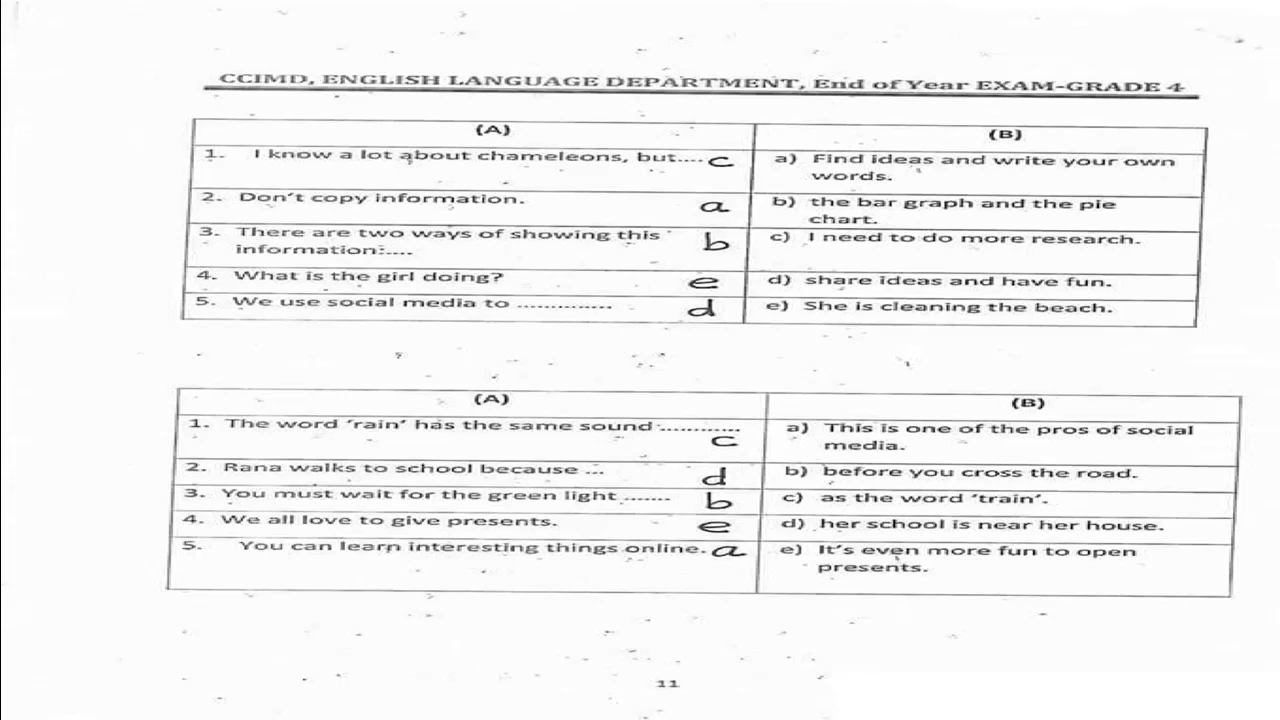 CCIMD, ENGLISH LANGUAGE DEPARTMENT, End of Year EXAM-GRADE 4
(A) (B)
1. I know a lot about chameleons, but.... c a) Find ideas and write your own
words.
2. Don't copy information. a b) the bar graph and the pie
chart.
3. There are two ways of showing this
information:.... b c) I need to do more research.
4. What is the girl doing? e d) share ideas and have fun.
5. We use social media to .............. d e) She is cleaning the beach.
(A) (B)
1. The word 'rain' has the same sound ............ c a) This is one of the pros of social
media.
2. Rana walks to school because ... d b) before you cross the road.
3. You must wait for the green light ....... b c) as the word 'train'.
4. We all love to give presents. e d) her school is near her house.
5. You can learn interesting things online. a e) It's even more fun to open
presents.
11